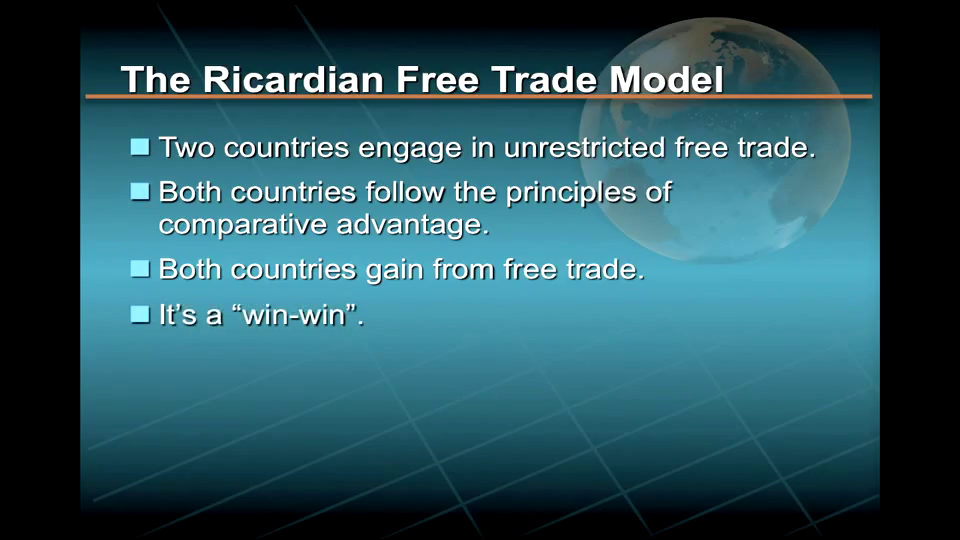 The Ricardian Free Trade Model
Two countries engage in unrestricted free trade.
Both countries follow the principles of
comparative advantage.
Both countries gain from free trade.
It’s a “win-win”.